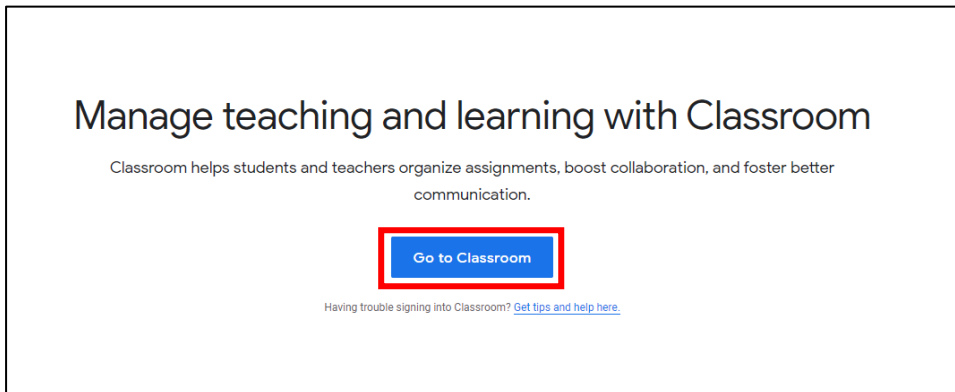 Manage teaching and learning with Classroom
Classroom helps students and teachers organize assignments, boost collaboration, and foster better
communication.
Go to Classroom
Having trouble signing into Classroom? Get tips and help here.